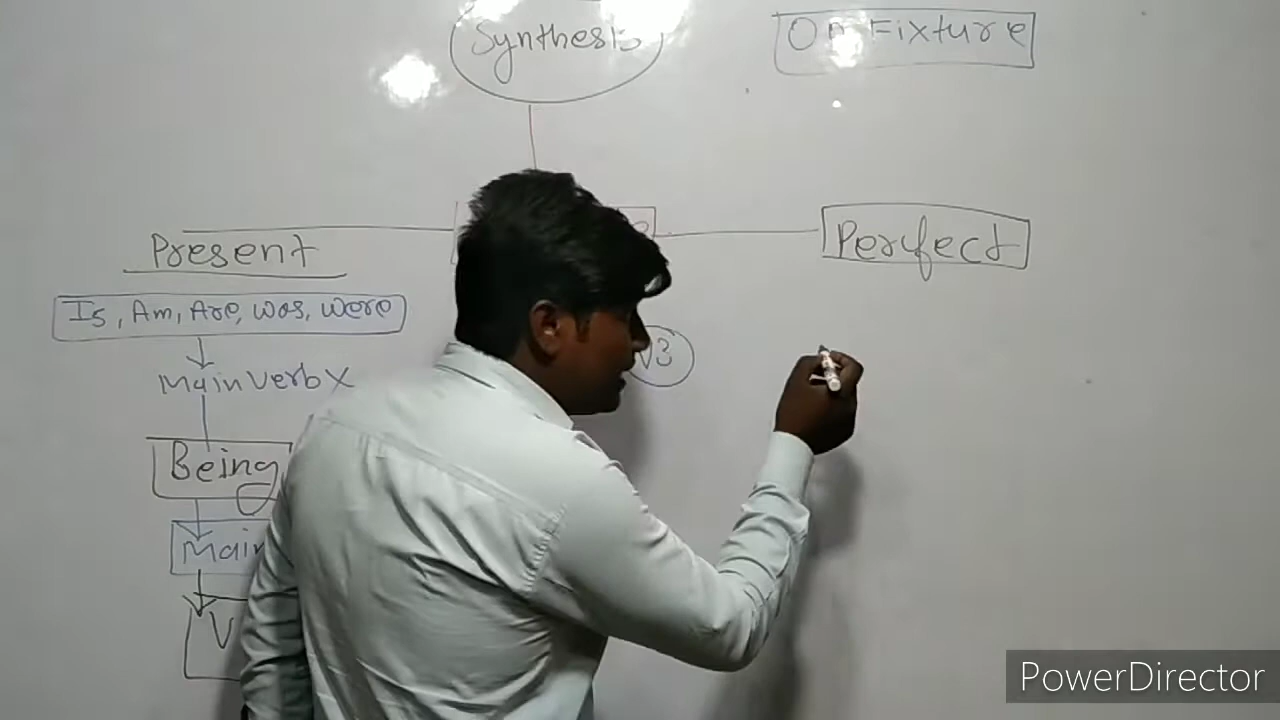 Synthesis
On Fixture
Present
Perfect
Is, Am, Are, Was, Were
V3
Main Verb X
Being
Main
V
PowerDirector